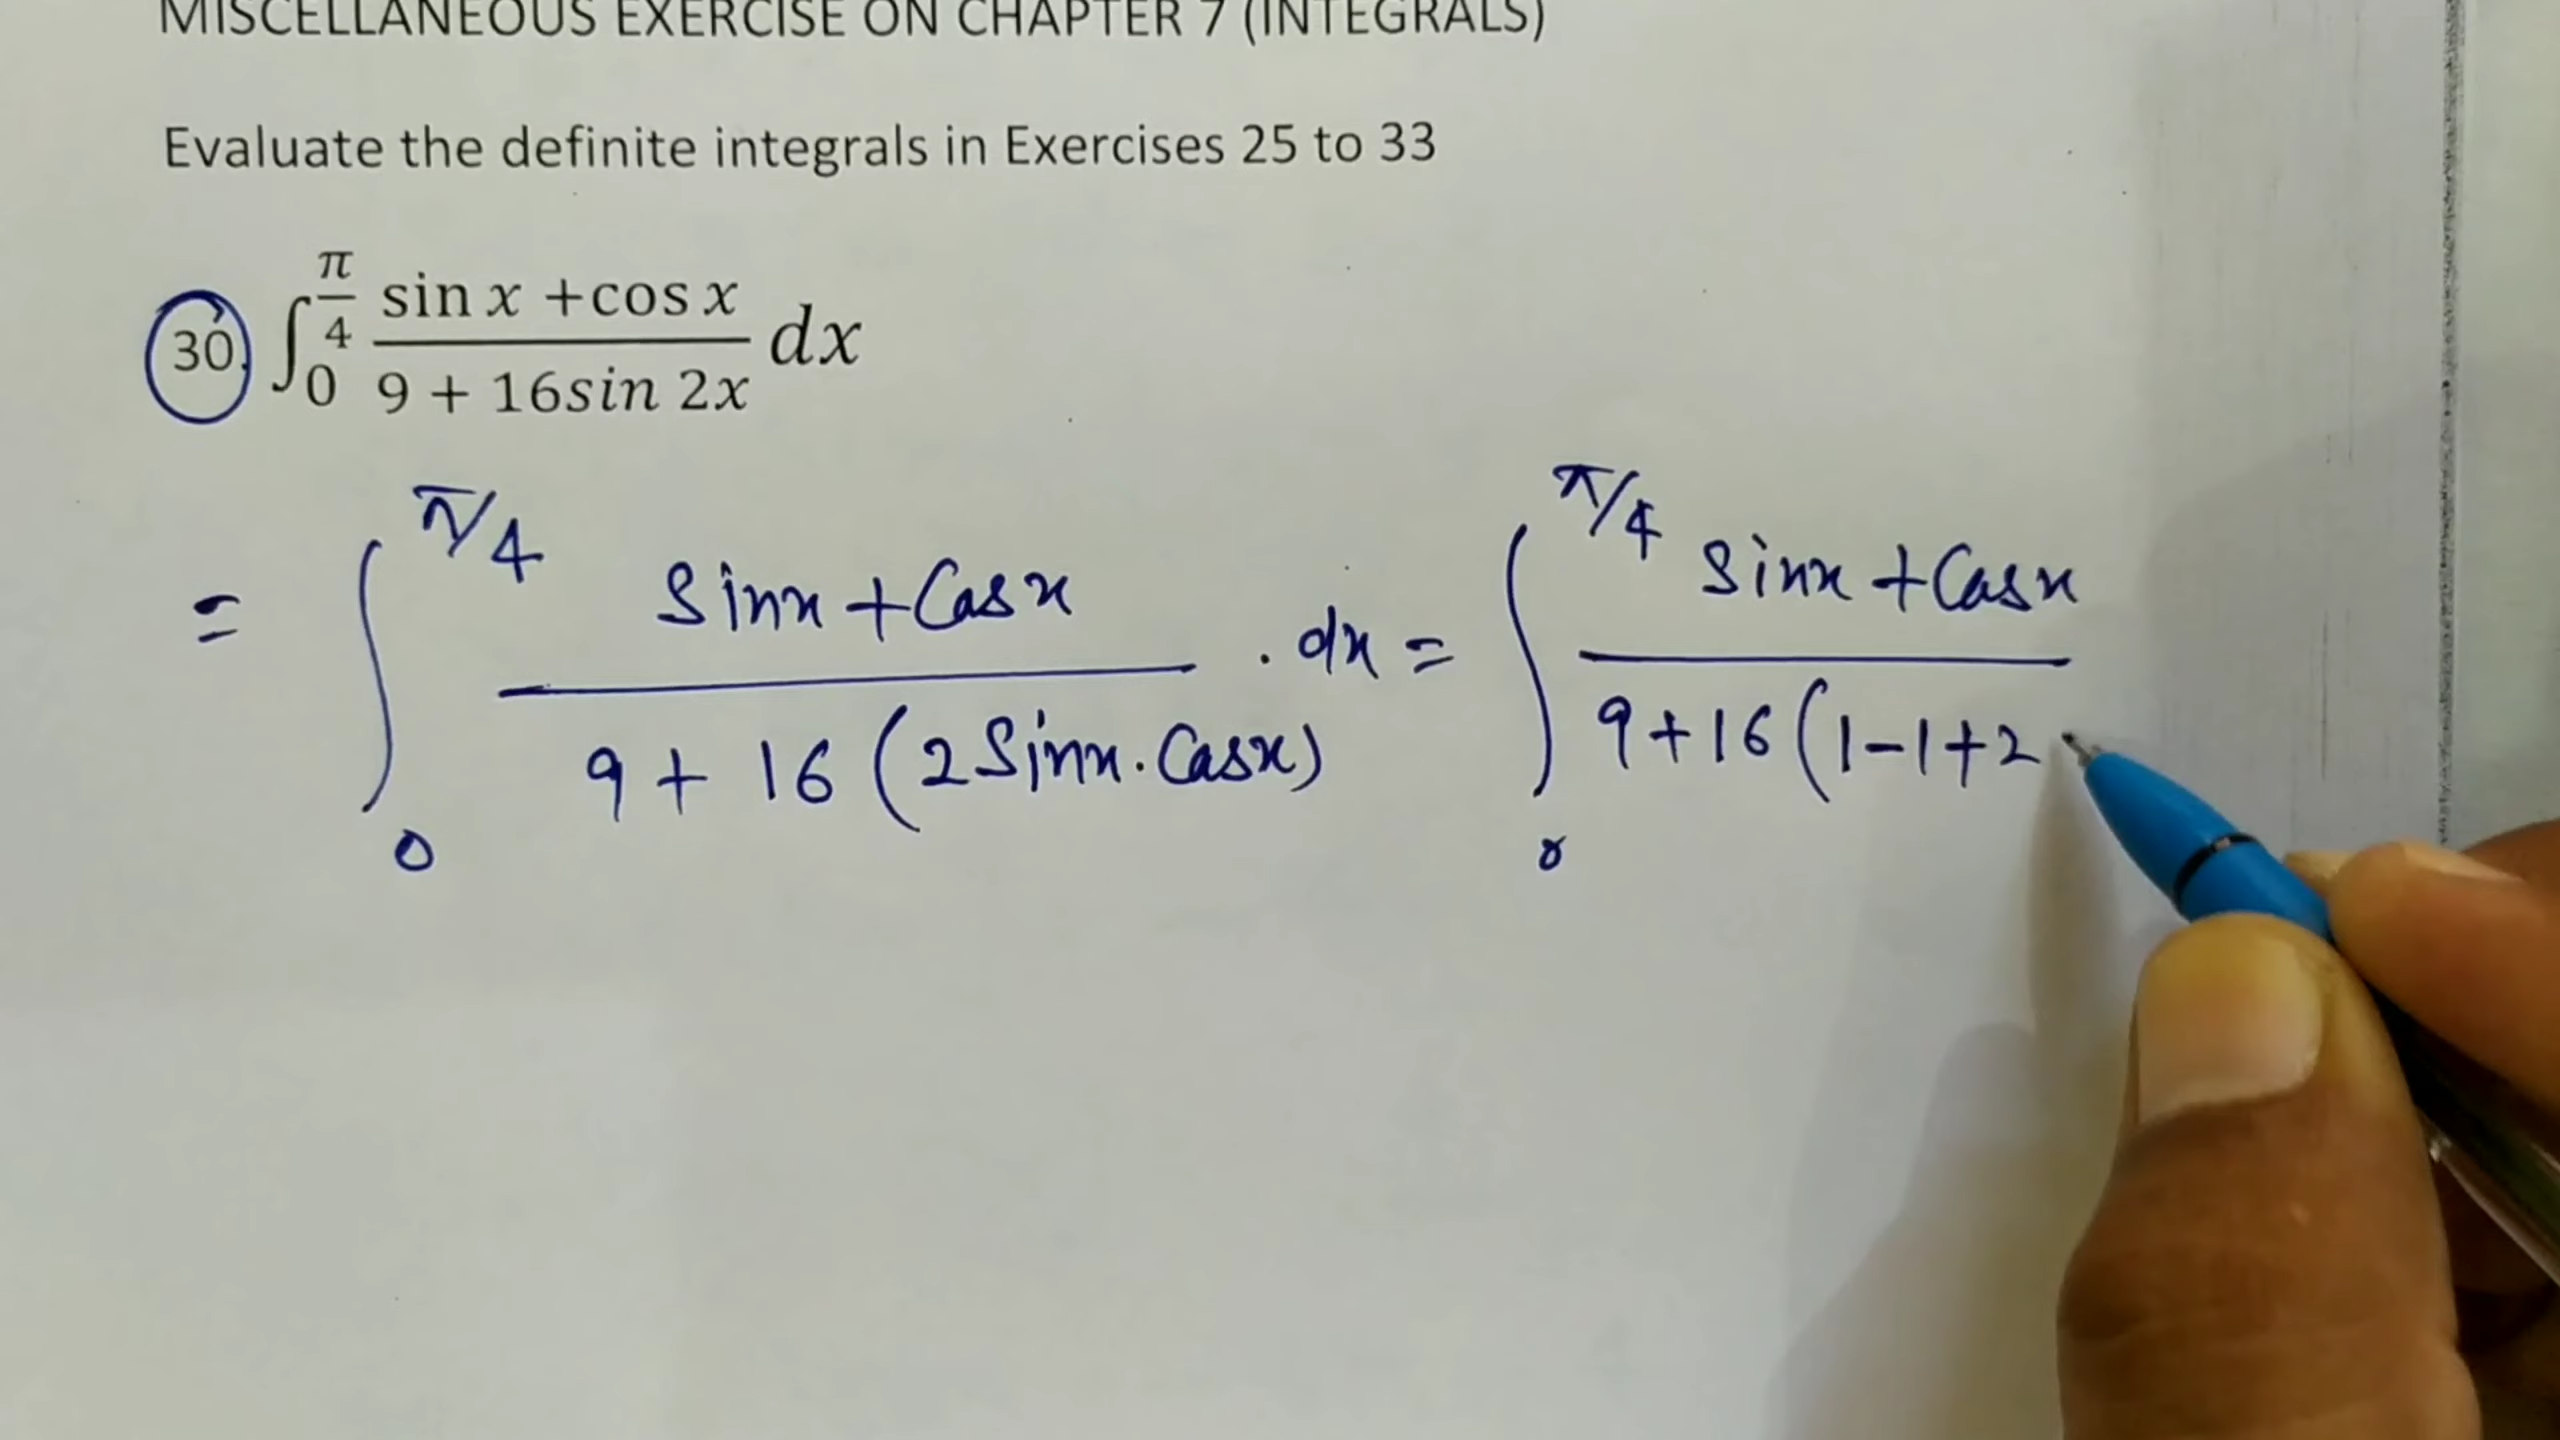 MISCELLANEOUS EXERCISE ON CHAPTER 7 (INTEGRALS)
Evaluate the definite integrals in Exercises 25 to 33
30. ∫₀^(π/4) (sin x + cos x)/(9 + 16sin 2x) dx
= ∫₀^(π/4) (Sinx + Cosx)/(9 + 16 (2Sinx.Cosx)) . dx = ∫₀^(π/4) (Sinx + Cosx)/(9+16 (1-1+2